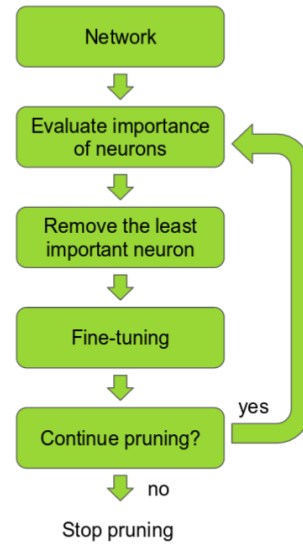 Network
Evaluate importance
of neurons
Remove the least
important neuron
Fine-tuning
yes
Continue pruning?
no
Stop pruning